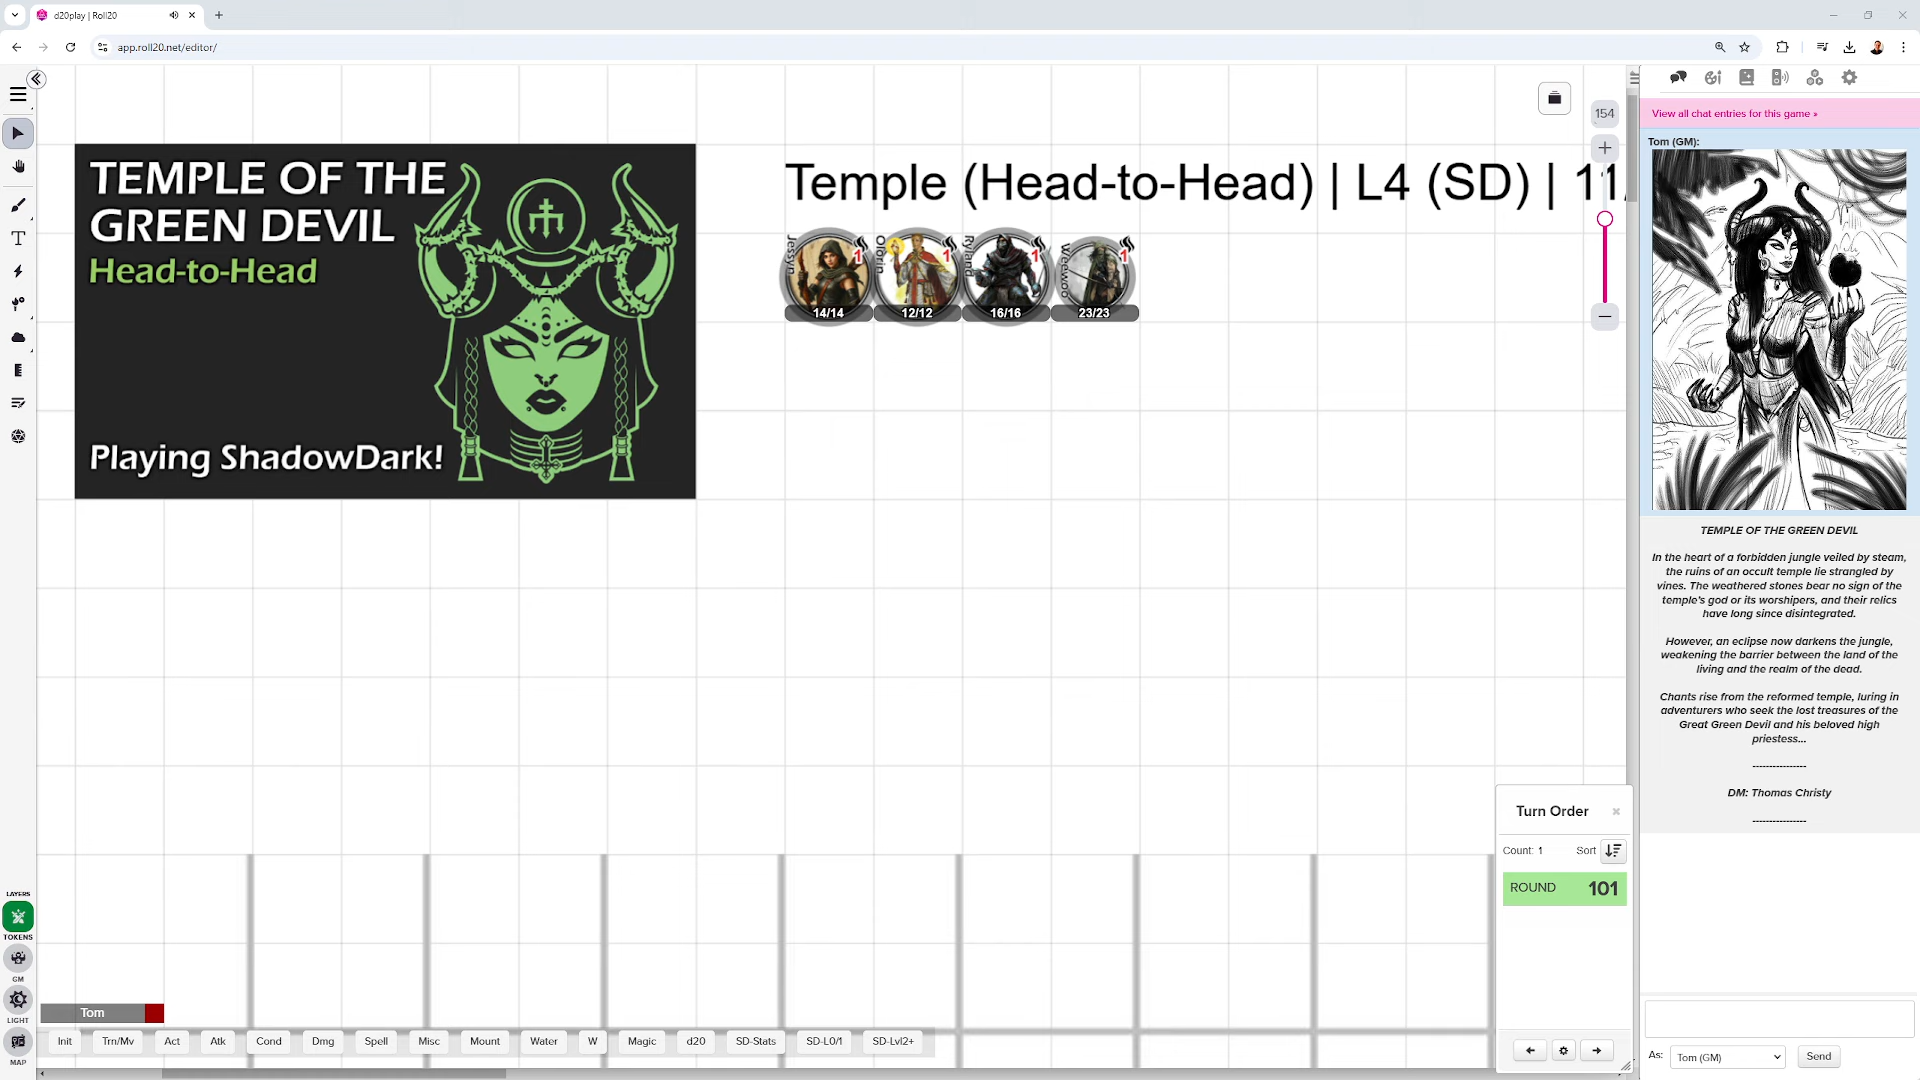 d20play | Roll20
app.roll20.net/editor/
TEMPLE OF THE
GREEN DEVIL
Head-to-Head
Playing ShadowDark!
Temple (Head-to-Head) | L4 (SD) | 11/
Jessyn
1
14/14
Olbrin
1
12/12
Ryland
1
16/16
1
23/23
154
View all chat entries for this game »
Tom (GM):
TEMPLE OF THE GREEN DEVIL
In the heart of a forbidden jungle veiled by steam,
the ruins of an occult temple lie strangled by
vines. The weathered stones bear no sign of the
temple's god or its worshipers, and their relics
have long since disintegrated.
However, an eclipse now darkens the jungle,
weakening the barrier between the land of the
living and the realm of the dead.
Chants rise from the reformed temple, luring in
adventurers who seek the lost treasures of the
Great Green Devil and his beloved high
priestess...
----------------
DM: Thomas Christy
----------------
Turn Order
Count: 1
Sort
ROUND 101
LAYERS
TOKENS
GM
LIGHT
MAP
Tom
Init Trn/Mv Act Atk Cond Dmg Spell Misc Mount Water W Magic d20 SD-Stats SD-L0/1 SD-Lvl2+
As: Tom (GM) Send